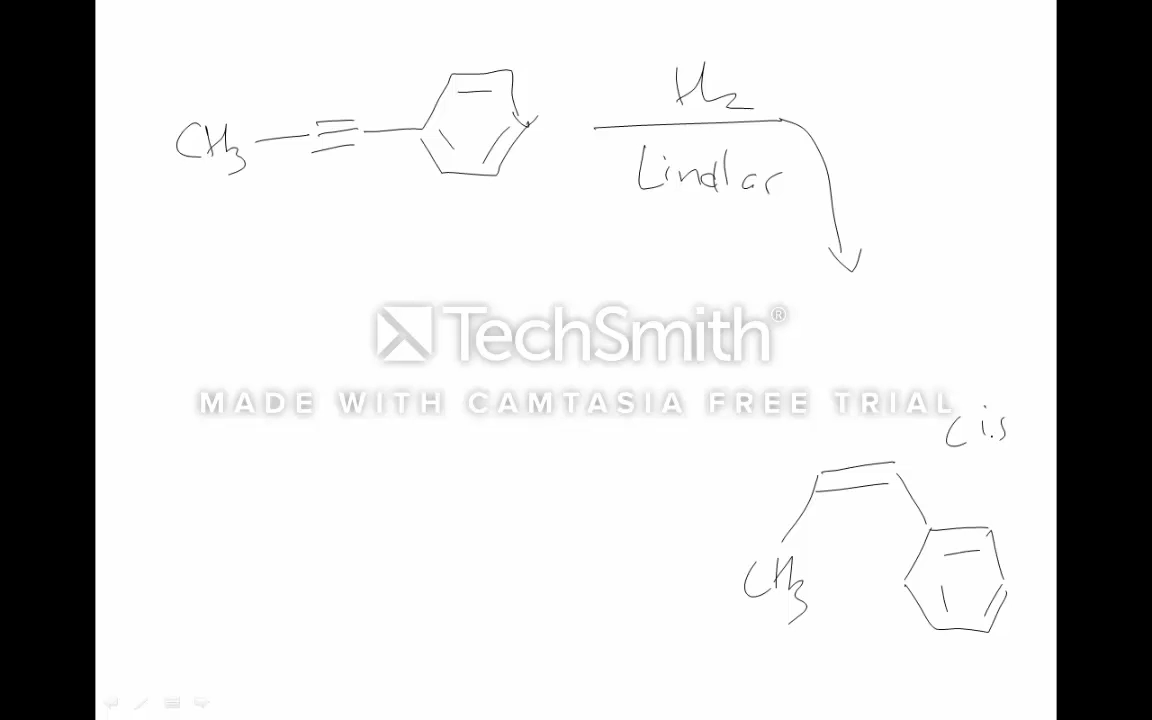 CH3
H2
Lindlar
TechSmith®
MADE WITH CAMTASIA FREE TRIAL
cis
CH3